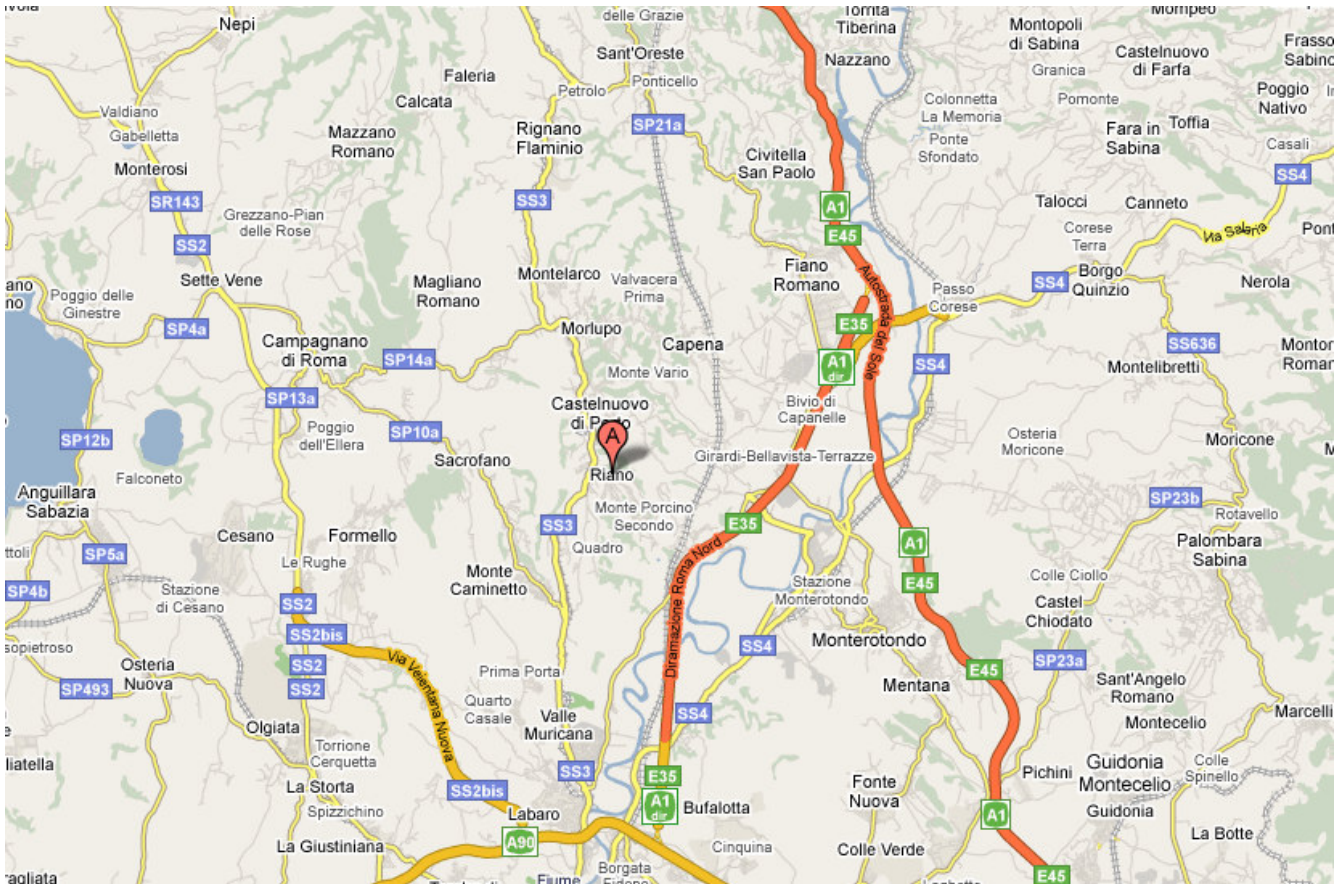 delle Grazie
Torrita
Tiberina
Mompeo
Nepi
Sant'Oreste
Montopoli
di Sabina
Castelnuovo
di Farfa
Nazzano
Faleria
Ponticello
Granica
Petrolo
Calcata
Colonnetta
La Memoria
Pomonte
Poggio
Nativo
Valdiano
Gabelletta
Mazzano
Romano
Rignano
Flaminio
SP21a
Ponte
Sfondato
Fara in
Sabina
Toffia
Casali
Monterosi
Civitella
San Paolo
SS4
SR143
SS3
A1
Talocci
Canneto
Grezzano-Pian
delle Rose
SS2
E45
Corese
Terra
Via Salaria
Sette Vene
Magliano
Romano
Montelarco
Valvacera
Prima
Fiano
Romano
Autostrada del Sole
Passo
Corese
SS4
Borgo
Quinzio
Nerola
Poggio delle
Ginestre
SP4a
Morlupo
E35
Campagnano
di Roma
SP14a
Capena
SS636
Monte Vario
A1
dir
SS4
Montelibretti
SP13a
Castelnuovo
Bivio di
Capanelle
SP12b
Poggio
dell'Ellera
SP10a
A
Osteria
Moricone
Moricone
Sacrofano
Girardi-Bellavista-Terrazze
Falconeto
Riano
Anguillara
Sabazia
Monte Porcino
Secondo
SP23b
Rotavello
Cesano
Formello
SS3
E35
Quadro
A1
Palombara
Sabina
SP5a
Le Rughe
Monte
Caminetto
Stazione
Monterotondo
E45
Colle Ciollo
SP4b
Stazione
di Cesano
SS2
Diramazione Roma Nord
Castel
Chiodato
SS2bis
SS4
Monterotondo
Via Veientana Nuova
SS2
Osteria
Nuova
Prima Porta
SP23a
E45
SP493
SS2
Mentana
Sant'Angelo
Romano
Quarto
Casale
Valle
Muricana
SS4
Montecelio
Marcelli
Olgiata
Torrione
Cerquetta
SS3
E35
Fonte
Nuova
Pichini
Guidonia
Montecelio
Colle
Spinello
La Storta
SS2bis
A1
dir
Bufalotta
Guidonia
Spizzichino
Labaro
A1
La Botte
La Giustiniana
A90
Cinquina
Colle Verde
Borgata
E45